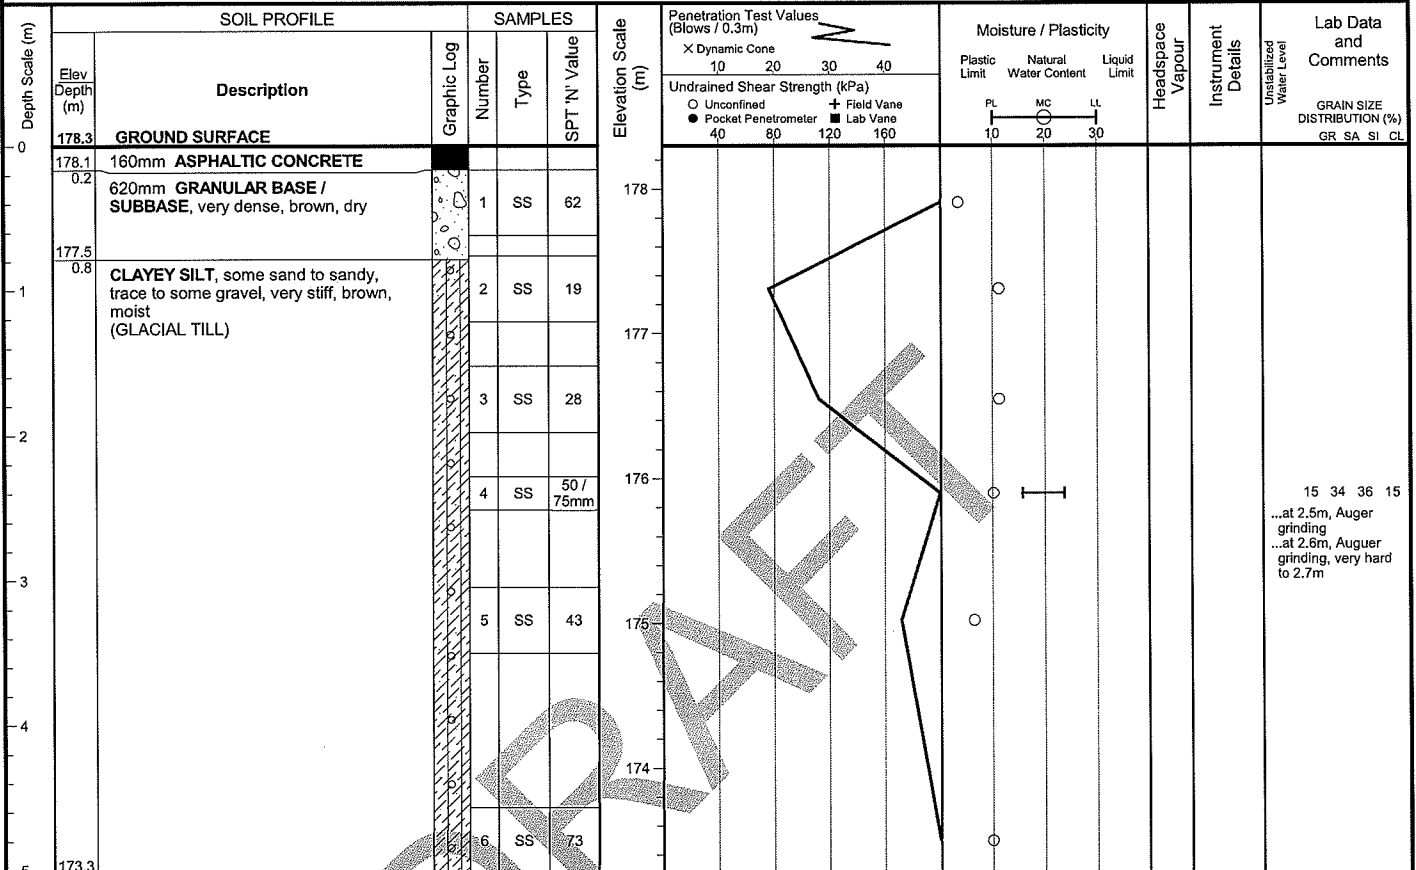 SOIL PROFILE
SAMPLES
Depth Scale (m)
Elev
Depth
(m)
Description
Graphic Log
Number
Type
SPT 'N' Value
Elevation Scale
(m)
Penetration Test Values
(Blows / 0.3m)
X Dynamic Cone
10 20 30 40
Undrained Shear Strength (kPa)
Unconfined
Field Vane
Pocket Penetrometer
Lab Vane
40 80 120 160
Moisture / Plasticity
Plastic
Limit
Natural
Water Content
Liquid
Limit
PL MC LL
10 20 30
Headspace
Vapour
Instrument
Details
Unstabilized
Water Level
Lab Data
and
Comments
GRAIN SIZE
DISTRIBUTION (%)
GR SA SI CL
178.3 GROUND SURFACE
0
178.1 160mm ASPHALTIC CONCRETE
0.2
620mm GRANULAR BASE /
SUBBASE, very dense, brown, dry
1 SS 62
178
177.5
0.8
CLAYEY SILT, some sand to sandy,
trace to some gravel, very stiff, brown,
moist
(GLACIAL TILL)
1
2 SS 19
177
3 SS 28
2
176
4 SS 50 /
75mm
15 34 36 15
...at 2.5m, Auger
grinding
...at 2.6m, Auguer
grinding, very hard
to 2.7m
3
5 SS 43
175
4
174
6 SS 73
173.3
5
DRAFT